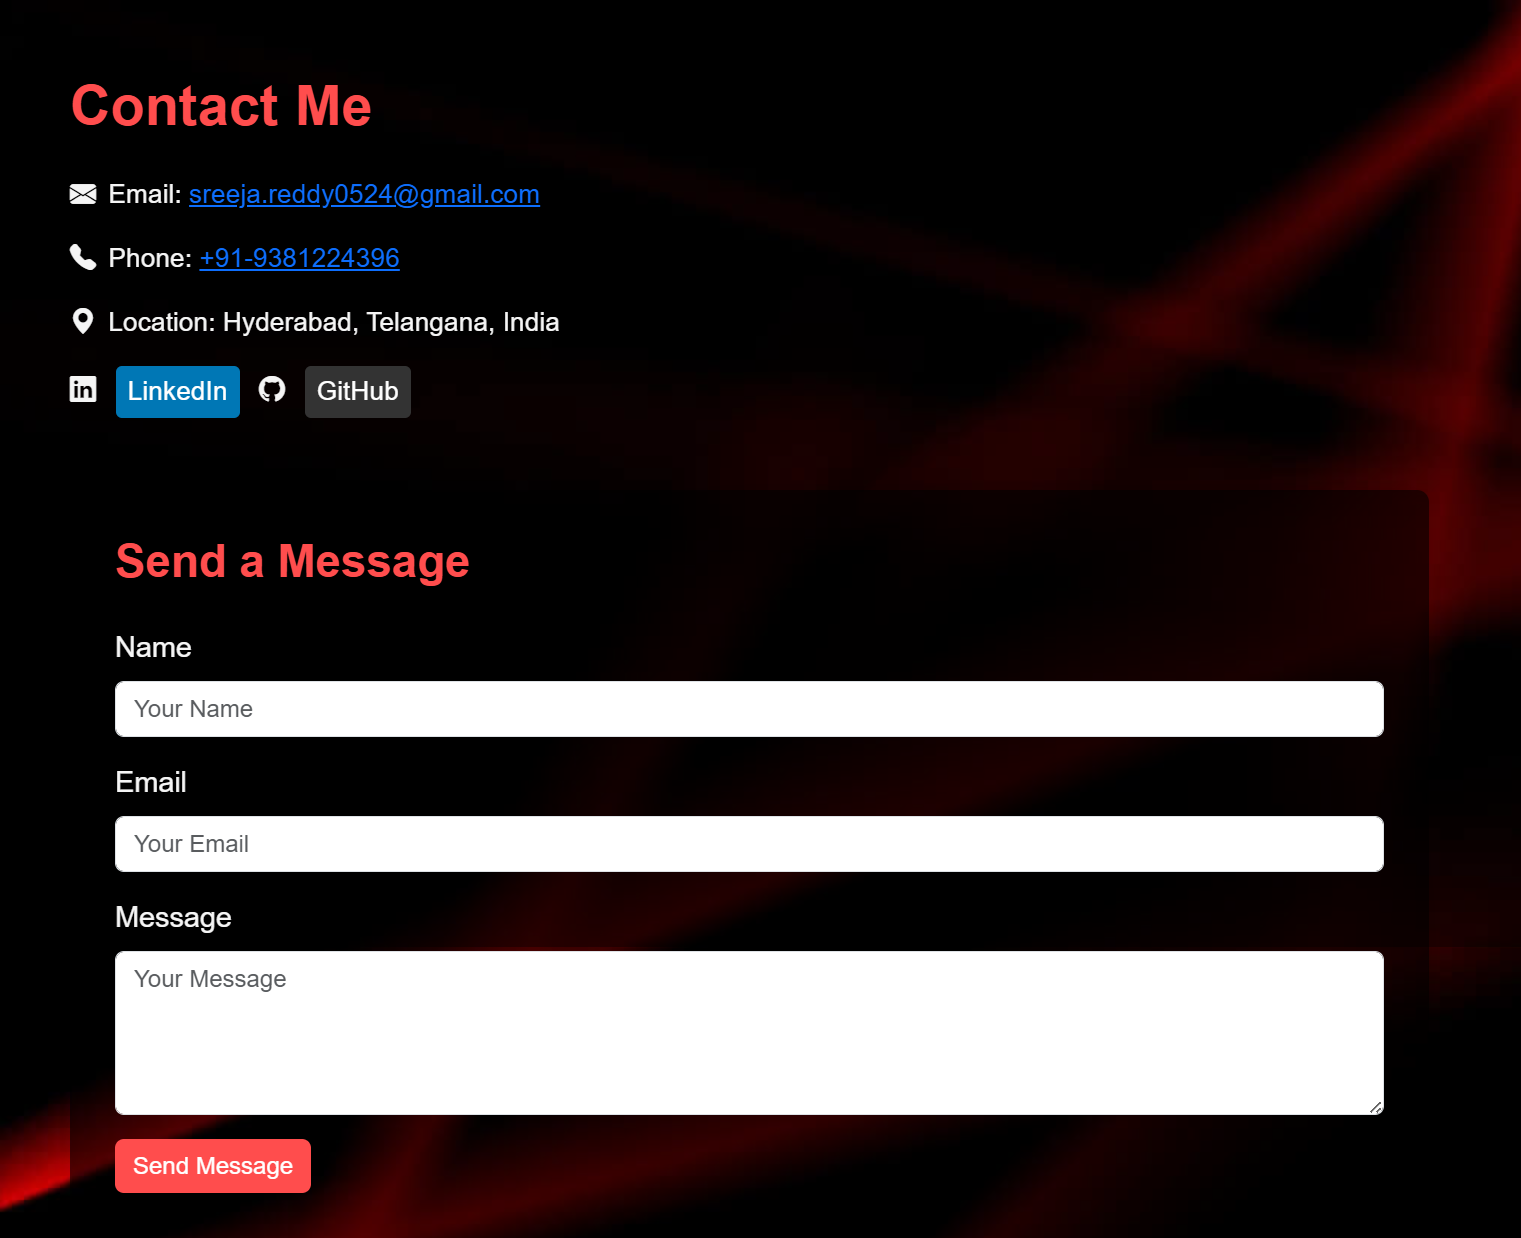 Contact Me
Email: sreeja.reddy0524@gmail.com
Phone: +91-9381224396
Location: Hyderabad, Telangana, India
LinkedIn GitHub
Send a Message
Name
Your Name
Email
Your Email
Message
Your Message
Send Message